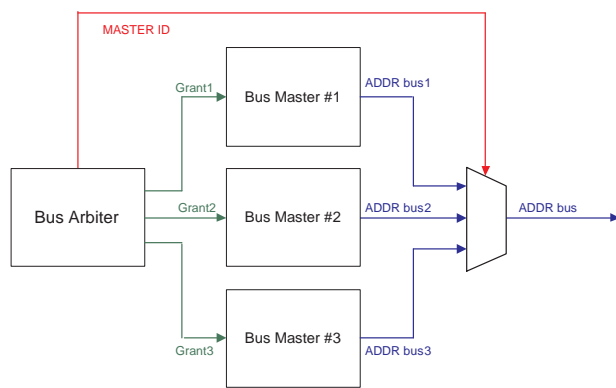 MASTER ID
Grant1
Bus Master #1
ADDR bus1
Bus Arbiter
Grant2
Bus Master #2
ADDR bus2
ADDR bus
Grant3
Bus Master #3
ADDR bus3